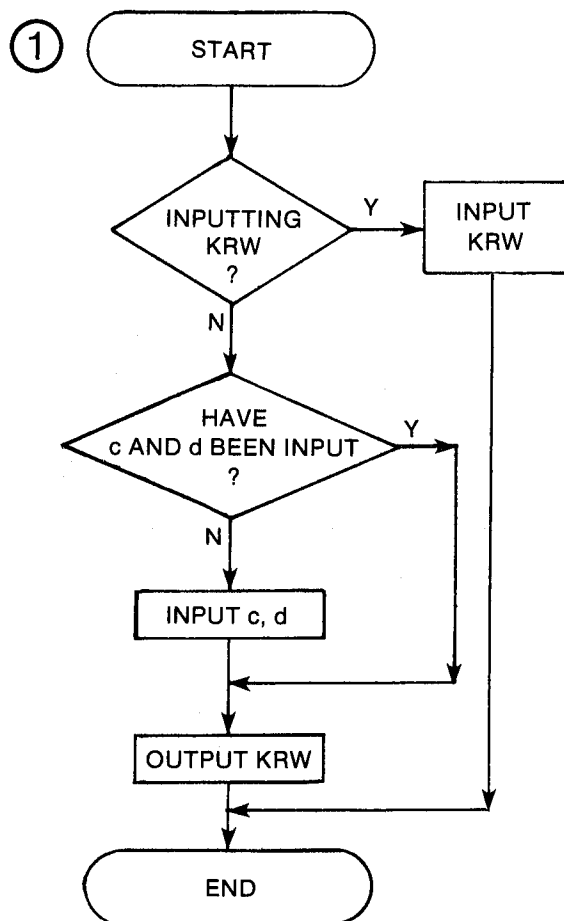 1
START
INPUTTING
KRW
?
Y
INPUT
KRW
N
HAVE
c AND d BEEN INPUT
?
Y
N
INPUT c, d
OUTPUT KRW
END